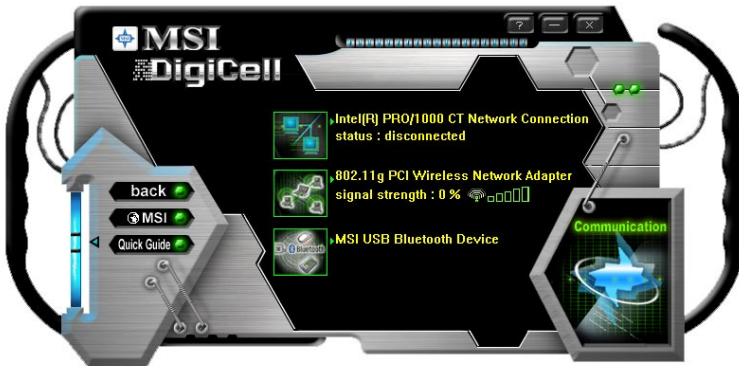 MSI
DigiCell
? 
Intel(R) PRO/1000 CT Network Connection
status : disconnected
802.11g PCI Wireless Network Adapter
signal strength : 0 %
MSI USB Bluetooth Device
Bluetooth
back
MSI
Quick Guide
Communication